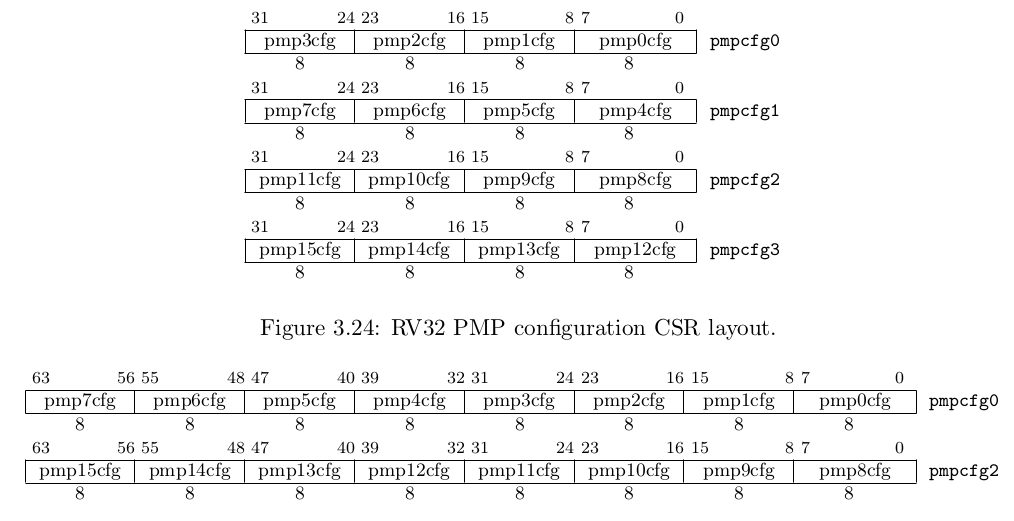 31 24 23 16 15 8 7 0
pmp3cfg pmp2cfg pmp1cfg pmp0cfg pmpcfg0
8 8 8 8
31 24 23 16 15 8 7 0
pmp7cfg pmp6cfg pmp5cfg pmp4cfg pmpcfg1
8 8 8 8
31 24 23 16 15 8 7 0
pmp11cfg pmp10cfg pmp9cfg pmp8cfg pmpcfg2
8 8 8 8
31 24 23 16 15 8 7 0
pmp15cfg pmp14cfg pmp13cfg pmp12cfg pmpcfg3
8 8 8 8
Figure 3.24: RV32 PMP configuration CSR layout.
63 56 55 48 47 40 39 32 31 24 23 16 15 8 7 0
pmp7cfg pmp6cfg pmp5cfg pmp4cfg pmp3cfg pmp2cfg pmp1cfg pmp0cfg pmpcfg0
8 8 8 8 8 8 8 8
63 56 55 48 47 40 39 32 31 24 23 16 15 8 7 0
pmp15cfg pmp14cfg pmp13cfg pmp12cfg pmp11cfg pmp10cfg pmp9cfg pmp8cfg pmpcfg2
8 8 8 8 8 8 8 8